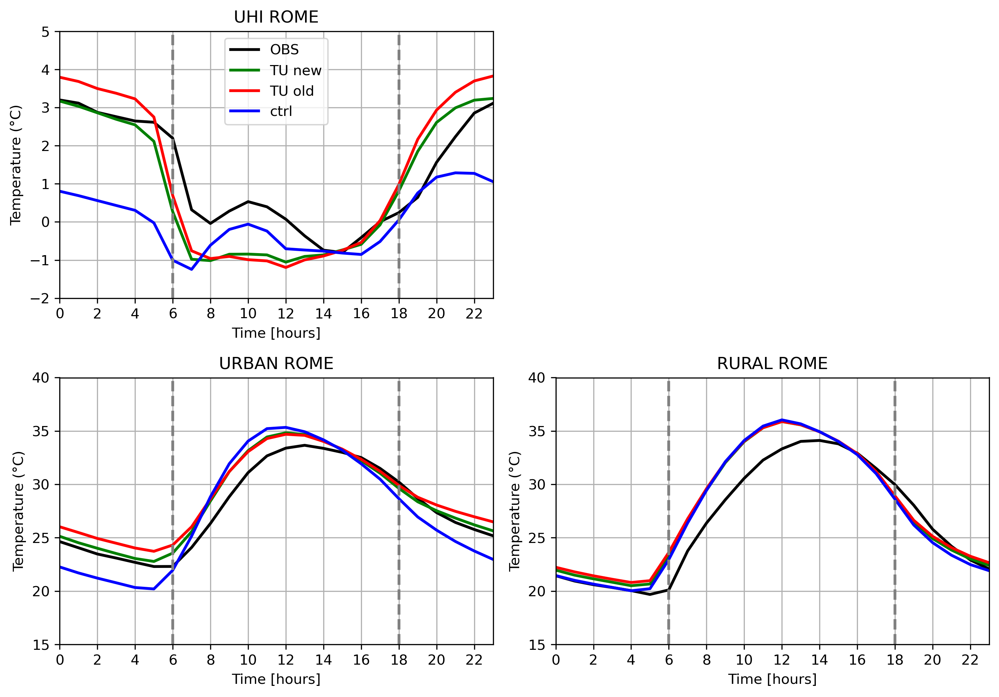 UHI ROME
5
4
3
2
1
0
−1
−2
Temperature (°C)
OBS
TU new
TU old
ctrl
0 2 4 6 8 10 12 14 16 18 20 22
Time [hours]
URBAN ROME
40
35
30
25
20
15
Temperature (°C)
0 2 4 6 8 10 12 14 16 18 20 22
Time [hours]
RURAL ROME
40
35
30
25
20
15
Temperature (°C)
0 2 4 6 8 10 12 14 16 18 20 22
Time [hours]